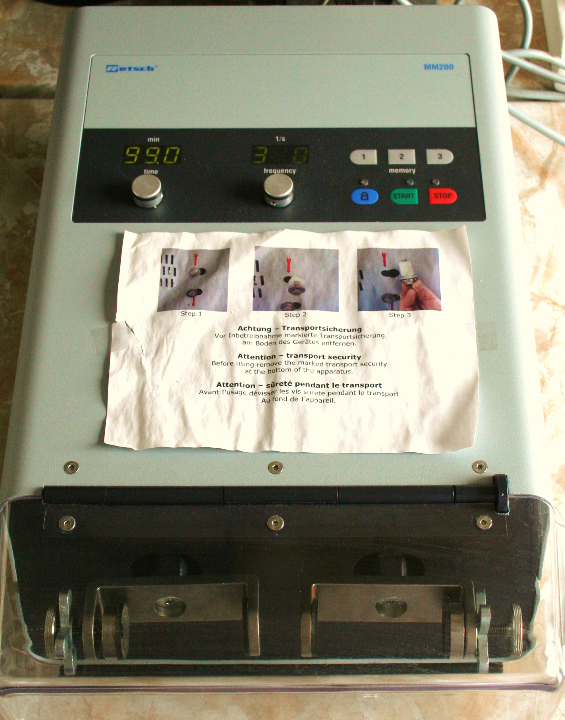 Retsch MM200
min 1/s
99.0 3 0
time frequency
1 2 3
memory
START STOP
Step 1 Step 2 Step 3
Achtung – Transportsicherung
Vor Inbetriebnahme markierte Transportsicherung
am Boden des Gerätes entfernen.
Attention – transport security
Before using remove the marked transport security
at the bottom of the apparatus.
Attention – sûreté pendant le transport
Avant l'usage dévisser les vis sûreté pendant le transport
Au fond de l'appareil.